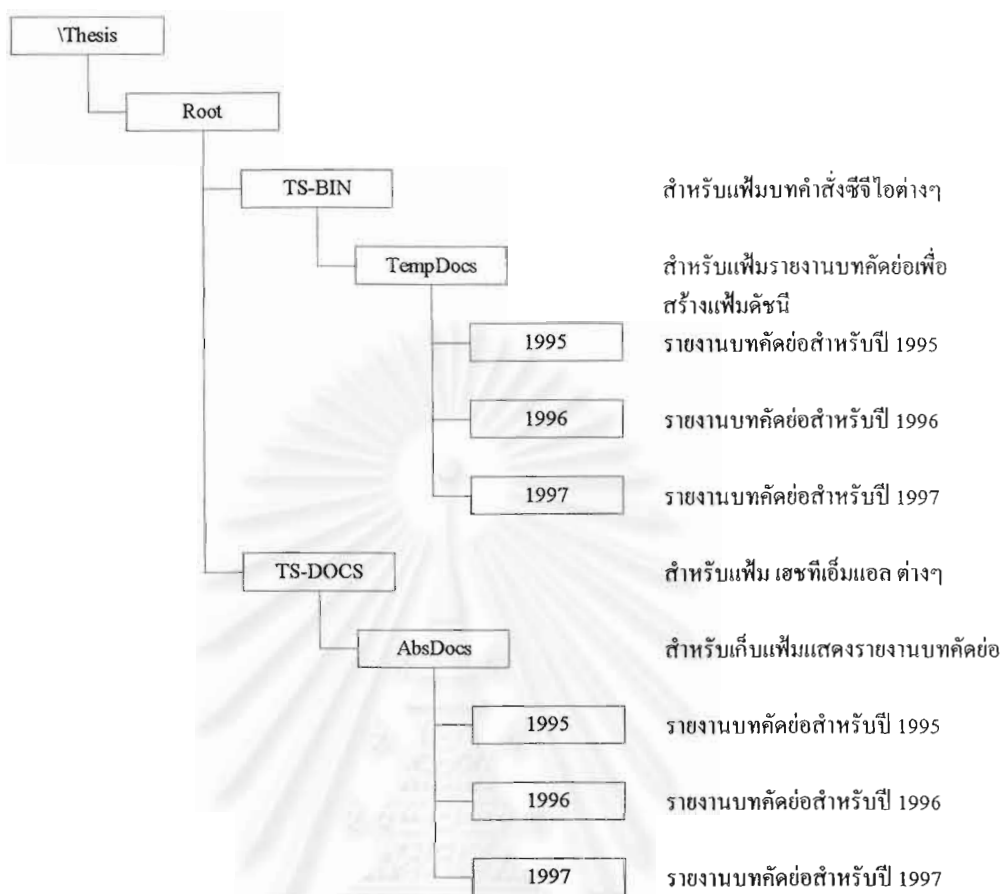 \Thesis
Root
TS-BIN สำหรับแฟ้มบทคำสั่งซีจีไอต่างๆ
TempDocs สำหรับแฟ้มรายงานบทคัดย่อเพื่อ
สร้างแฟ้มดัชนี
1995 รายงานบทคัดย่อสำหรับปี 1995
1996 รายงานบทคัดย่อสำหรับปี 1996
1997 รายงานบทคัดย่อสำหรับปี 1997
TS-DOCS สำหรับแฟ้ม เฮชทีเอ็มแอล ต่างๆ
AbsDocs สำหรับเก็บแฟ้มแสดงรายงานบทคัดย่อ
1995 รายงานบทคัดย่อสำหรับปี 1995
1996 รายงานบทคัดย่อสำหรับปี 1996
1997 รายงานบทคัดย่อสำหรับปี 1997